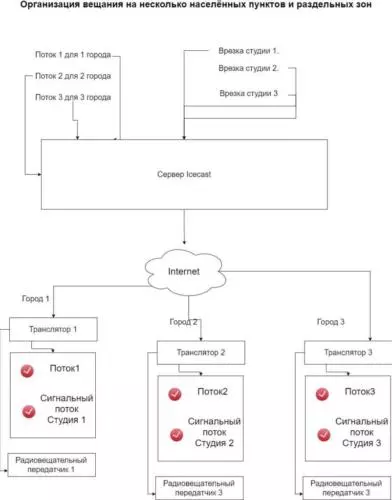 Организация вещания на несколько населённых пунктов и раздельных зон
Поток 1 для 1 города
Врезка студии 1.
Поток 2 для 2 города
Врезка студии 2.
Поток 3 для 3 города
Врезка студии 3
Сервер Icecast
Internet
Город 1
Город 2
Город 3
Транслятор 1
Транслятор 2
Транслятор 3
Поток1
Сигнальный
поток
Студия 1
Поток2
Сигнальный
поток
Студия 2
Поток3
Сигнальный
поток
Студия 3
Радиовещательный
передатчик 1
Радиовещательный
передатчик 3
Радиовещательный
передатчик 3